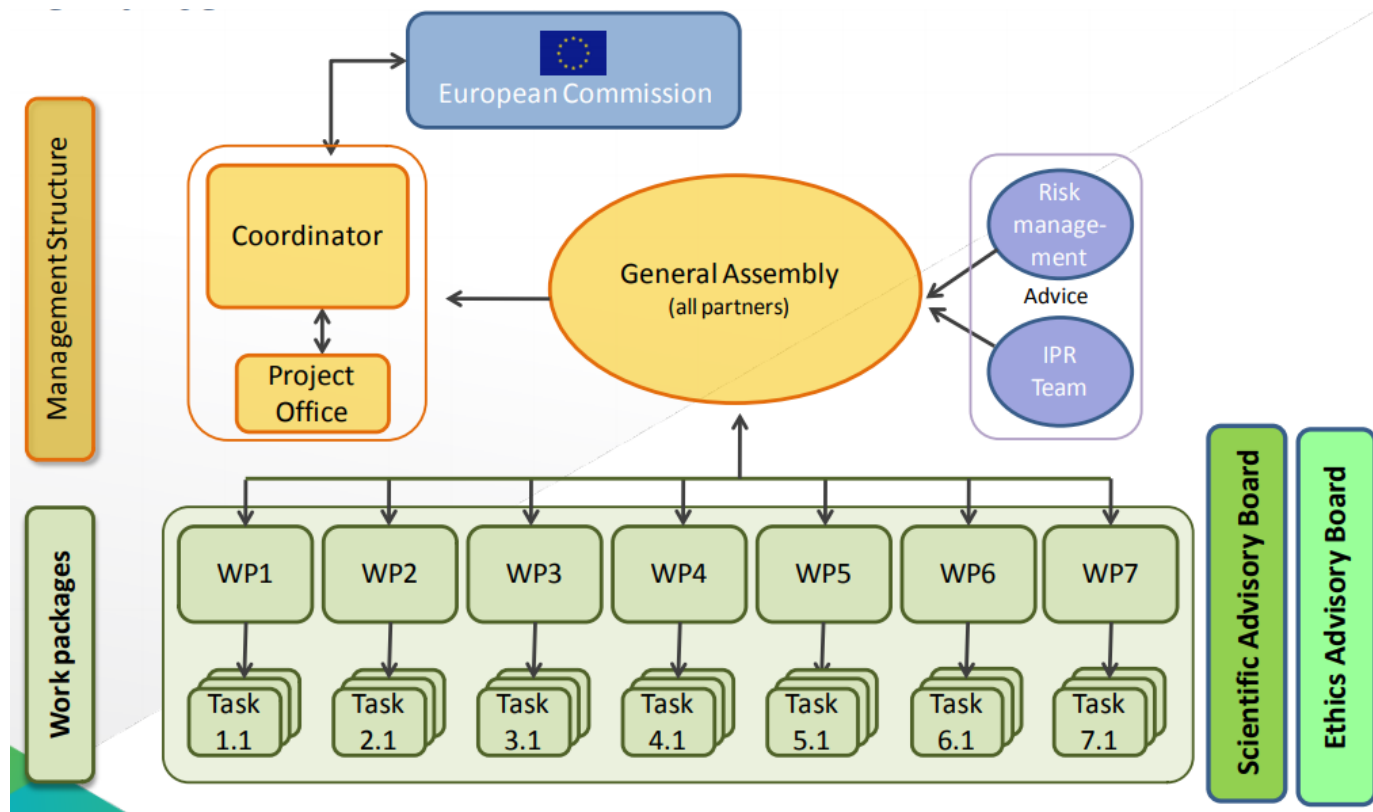 European Commission
Management Structure
Coordinator
General Assembly
(all partners)
Risk
manage-
ment
Advice
Project
Office
IPR
Team
Work packages
WP1
WP2
WP3
WP4
WP5
WP6
WP7
Task
1.1
Task
2.1
Task
3.1
Task
4.1
Task
5.1
Task
6.1
Task
7.1
Scientific Advisory Board
Ethics Advisory Board